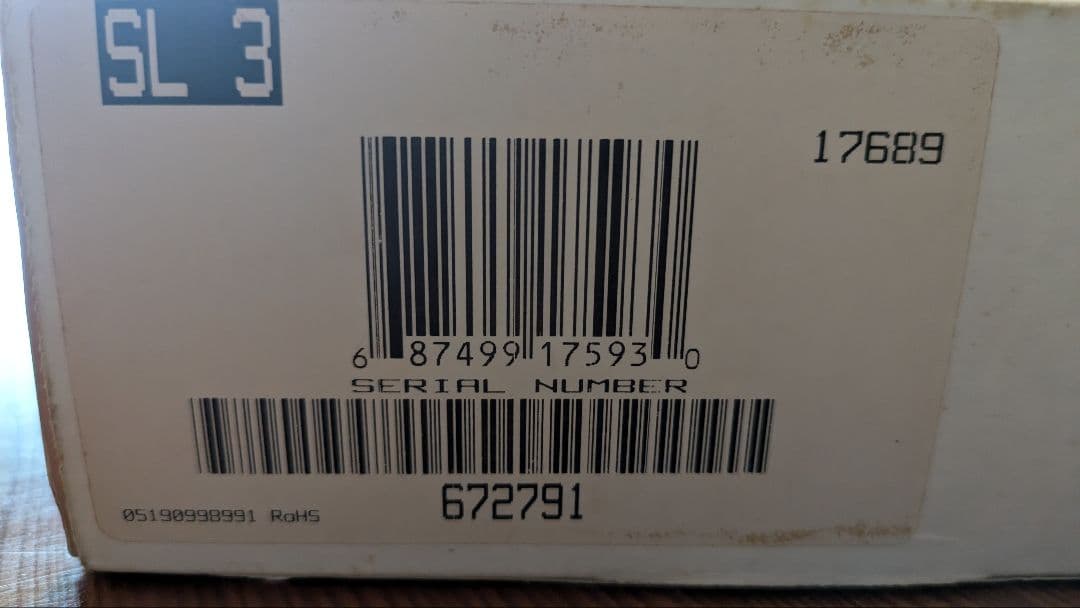 SL 3
17689
6 87499 17593 0
SERIAL NUMBER
672791
05190998991 RoHS